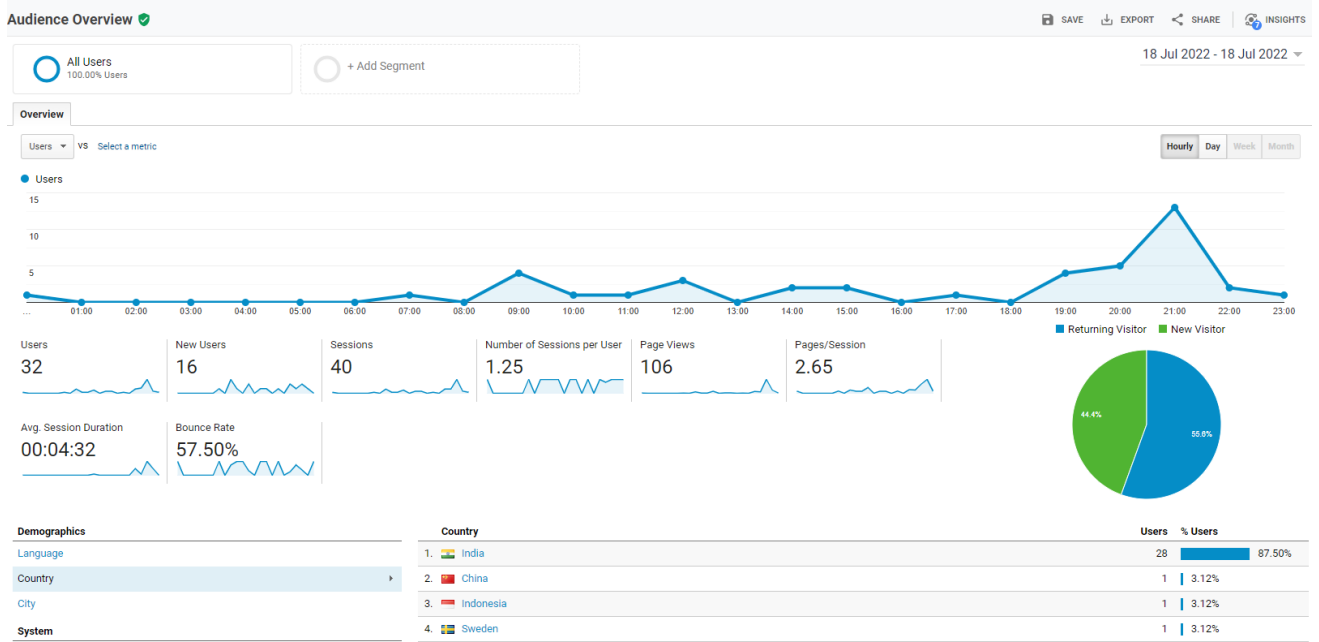 Audience Overview
SAVE EXPORT SHARE 7 INSIGHTS
All Users
100.00% Users
+ Add Segment
18 Jul 2022 - 18 Jul 2022
Overview
Users VS Select a metric
Hourly Day Week Month
Users
15
10
5
... 01:00 02:00 03:00 04:00 05:00 06:00 07:00 08:00 09:00 10:00 11:00 12:00 13:00 14:00 15:00 16:00 17:00 18:00 19:00 20:00 21:00 22:00 23:00
Returning Visitor New Visitor
Users New Users Sessions Number of Sessions per User Page Views Pages/Session
32 16 40 1.25 106 2.65
44.4%
55.6%
Avg. Session Duration Bounce Rate
00:04:32 57.50%
Demographics
Language
Country
City
System
Country Users % Users
1. India 28 87.50%
2. China 1 3.12%
3. Indonesia 1 3.12%
4. Sweden 1 3.12%